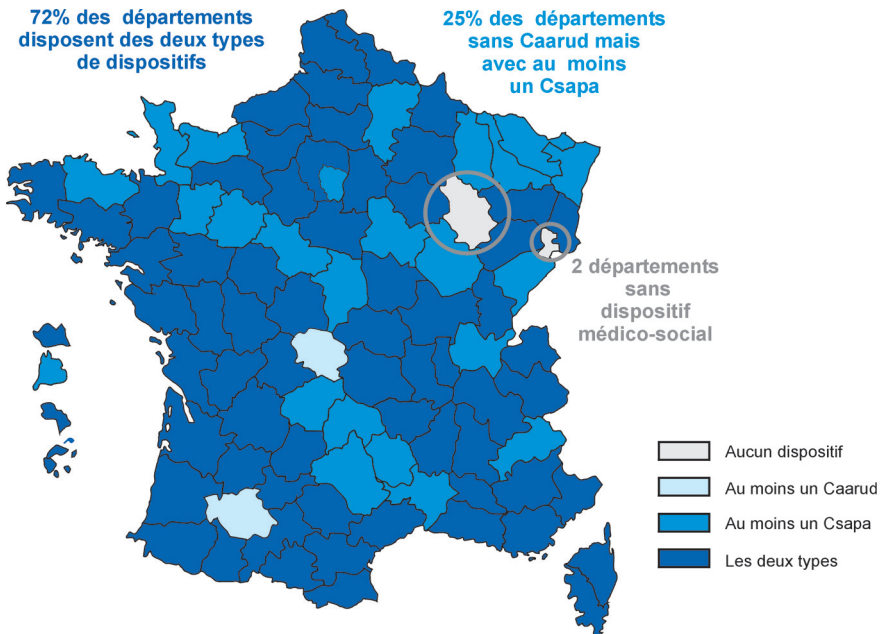 72% des départements
disposent des deux types
de dispositifs
25% des départements
sans Caarud mais
avec au moins
un Csapa
2 départements
sans
dispositif
médico-social
Aucun dispositif
Au moins un Caarud
Au moins un Csapa
Les deux types